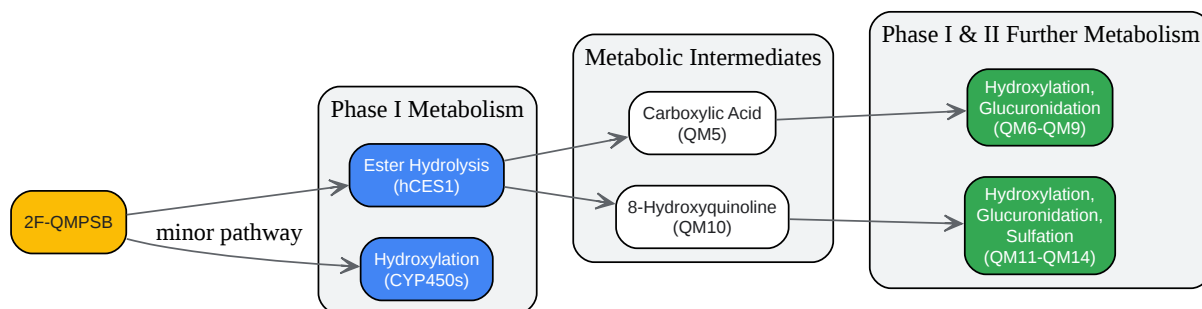 2F-QMPSB
minor pathway
Phase I Metabolism
Ester Hydrolysis
(hCES1)
Hydroxylation
(CYP450s)
Metabolic Intermediates
Carboxylic Acid
(QM5)
8-Hydroxyquinoline
(QM10)
Phase I & II Further Metabolism
Hydroxylation,
Glucuronidation
(QM6-QM9)
Hydroxylation,
Glucuronidation,
Sulfation
(QM11-QM14)